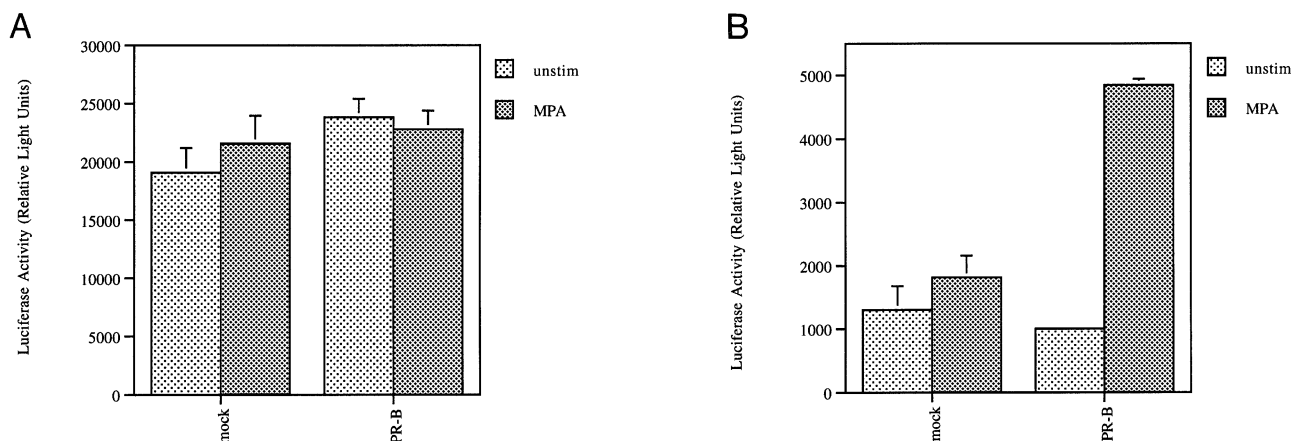 A
Luciferase Activity (Relative Light Units)
30000
25000
20000
15000
10000
5000
0
mock
PR-B
unstim
MPA
B
Luciferase Activity (Relative Light Units)
5000
4000
3000
2000
1000
0
mock
PR-B
unstim
MPA